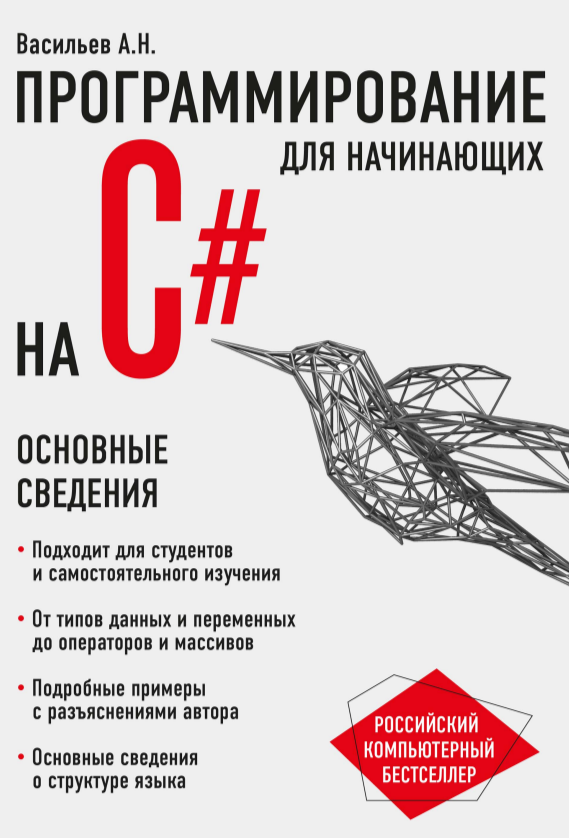 Васильев А.Н.
ПРОГРАММИРОВАНИЕ
ДЛЯ НАЧИНАЮЩИХ
НА C#
ОСНОВНЫЕ
СВЕДЕНИЯ
• Подходит для студентов
и самостоятельного изучения
• От типов данных и переменных
до операторов и массивов
• Подробные примеры
с разъяснениями автора
• Основные сведения
о структуре языка
РОССИЙСКИЙ
КОМПЬЮТЕРНЫЙ
БЕСТСЕЛЛЕР